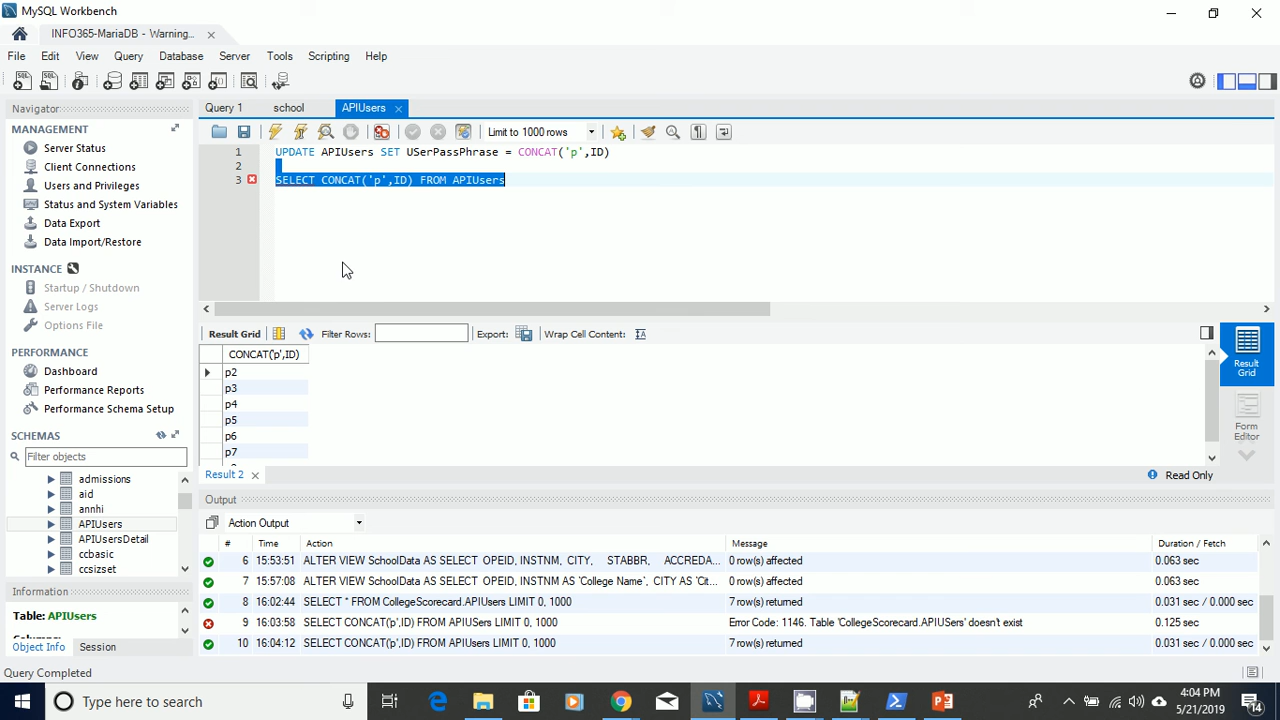 MySQL Workbench
INFO365-MariaDB - Warning...
File Edit View Query Database Server Tools Scripting Help
Navigator
MANAGEMENT
Server Status
Client Connections
Users and Privileges
Status and System Variables
Data Export
Data Import/Restore
INSTANCE
Startup / Shutdown
Server Logs
Options File
PERFORMANCE
Dashboard
Performance Reports
Performance Schema Setup
SCHEMAS
Filter objects
admissions
aid
annhi
APIUsers
APIUsersDetail
ccbasic
ccsizset
Information
Table: APIUsers
Object Info Session
Query 1 school APIUsers
Limit to 1000 rows
1 UPDATE APIUsers SET USerPassPhrase = CONCAT('p',ID)
2
3 SELECT CONCAT('p',ID) FROM APIUsers
Result Grid Filter Rows: Export: Wrap Cell Content:
CONCAT('p',ID)
p2
p3
p4
p5
p6
p7
Result Grid
Form Editor
Result 2 Read Only
Output
Action Output
# Time Action Message Duration / Fetch
6 15:53:51 ALTER VIEW SchoolData AS SELECT OPEID, INSTNM, CITY, STABBR, ACCREDA... 0 row(s) affected 0.063 sec
7 15:57:08 ALTER VIEW SchoolData AS SELECT OPEID, INSTNM AS 'College Name', CITY AS 'Cit... 0 row(s) affected 0.063 sec
8 16:02:44 SELECT * FROM CollegeScorecard.APIUsers LIMIT 0, 1000 7 row(s) returned 0.031 sec / 0.000 sec
9 16:03:58 SELECT CONCAT('p',ID) FROM APIUSers LIMIT 0, 1000 Error Code: 1146. Table 'CollegeScorecard.APIUSers' doesn't exist 0.125 sec
10 16:04:12 SELECT CONCAT('p',ID) FROM APIUsers LIMIT 0, 1000 7 row(s) returned 0.031 sec / 0.000 sec
Query Completed
Type here to search
4:04 PM
5/21/2019
14